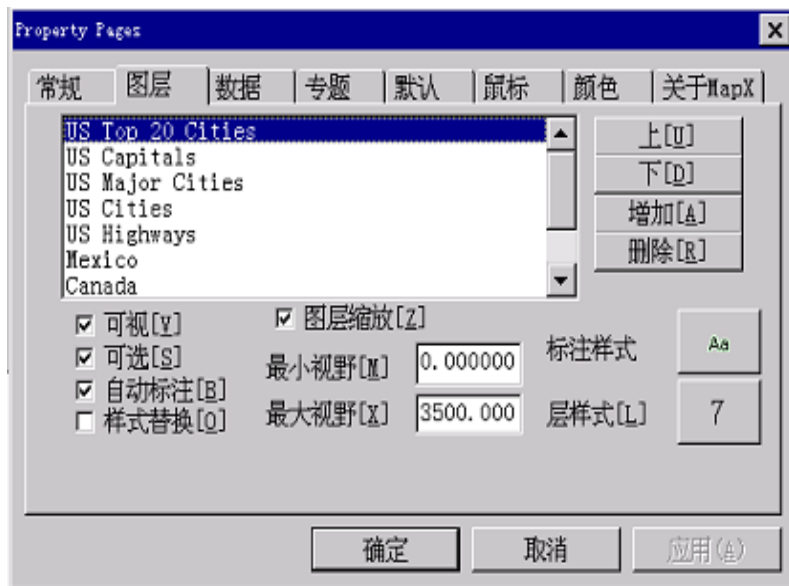 Property Pages
常规 图层 数据 专题 默认 鼠标 颜色 关于MapX
US Top 20 Cities
US Capitals
US Major Cities
US Cities
US Highways
Mexico
Canada
上[U]
下[D]
增加[A]
删除[R]
可视[V]
可选[S]
自动标注[B]
样式替换[O]
图层缩放[Z]
最小视野[M] 0.000000
最大视野[X] 3500.000
标注样式 Aa
层样式[L] 7
确定 取消 应用(A)